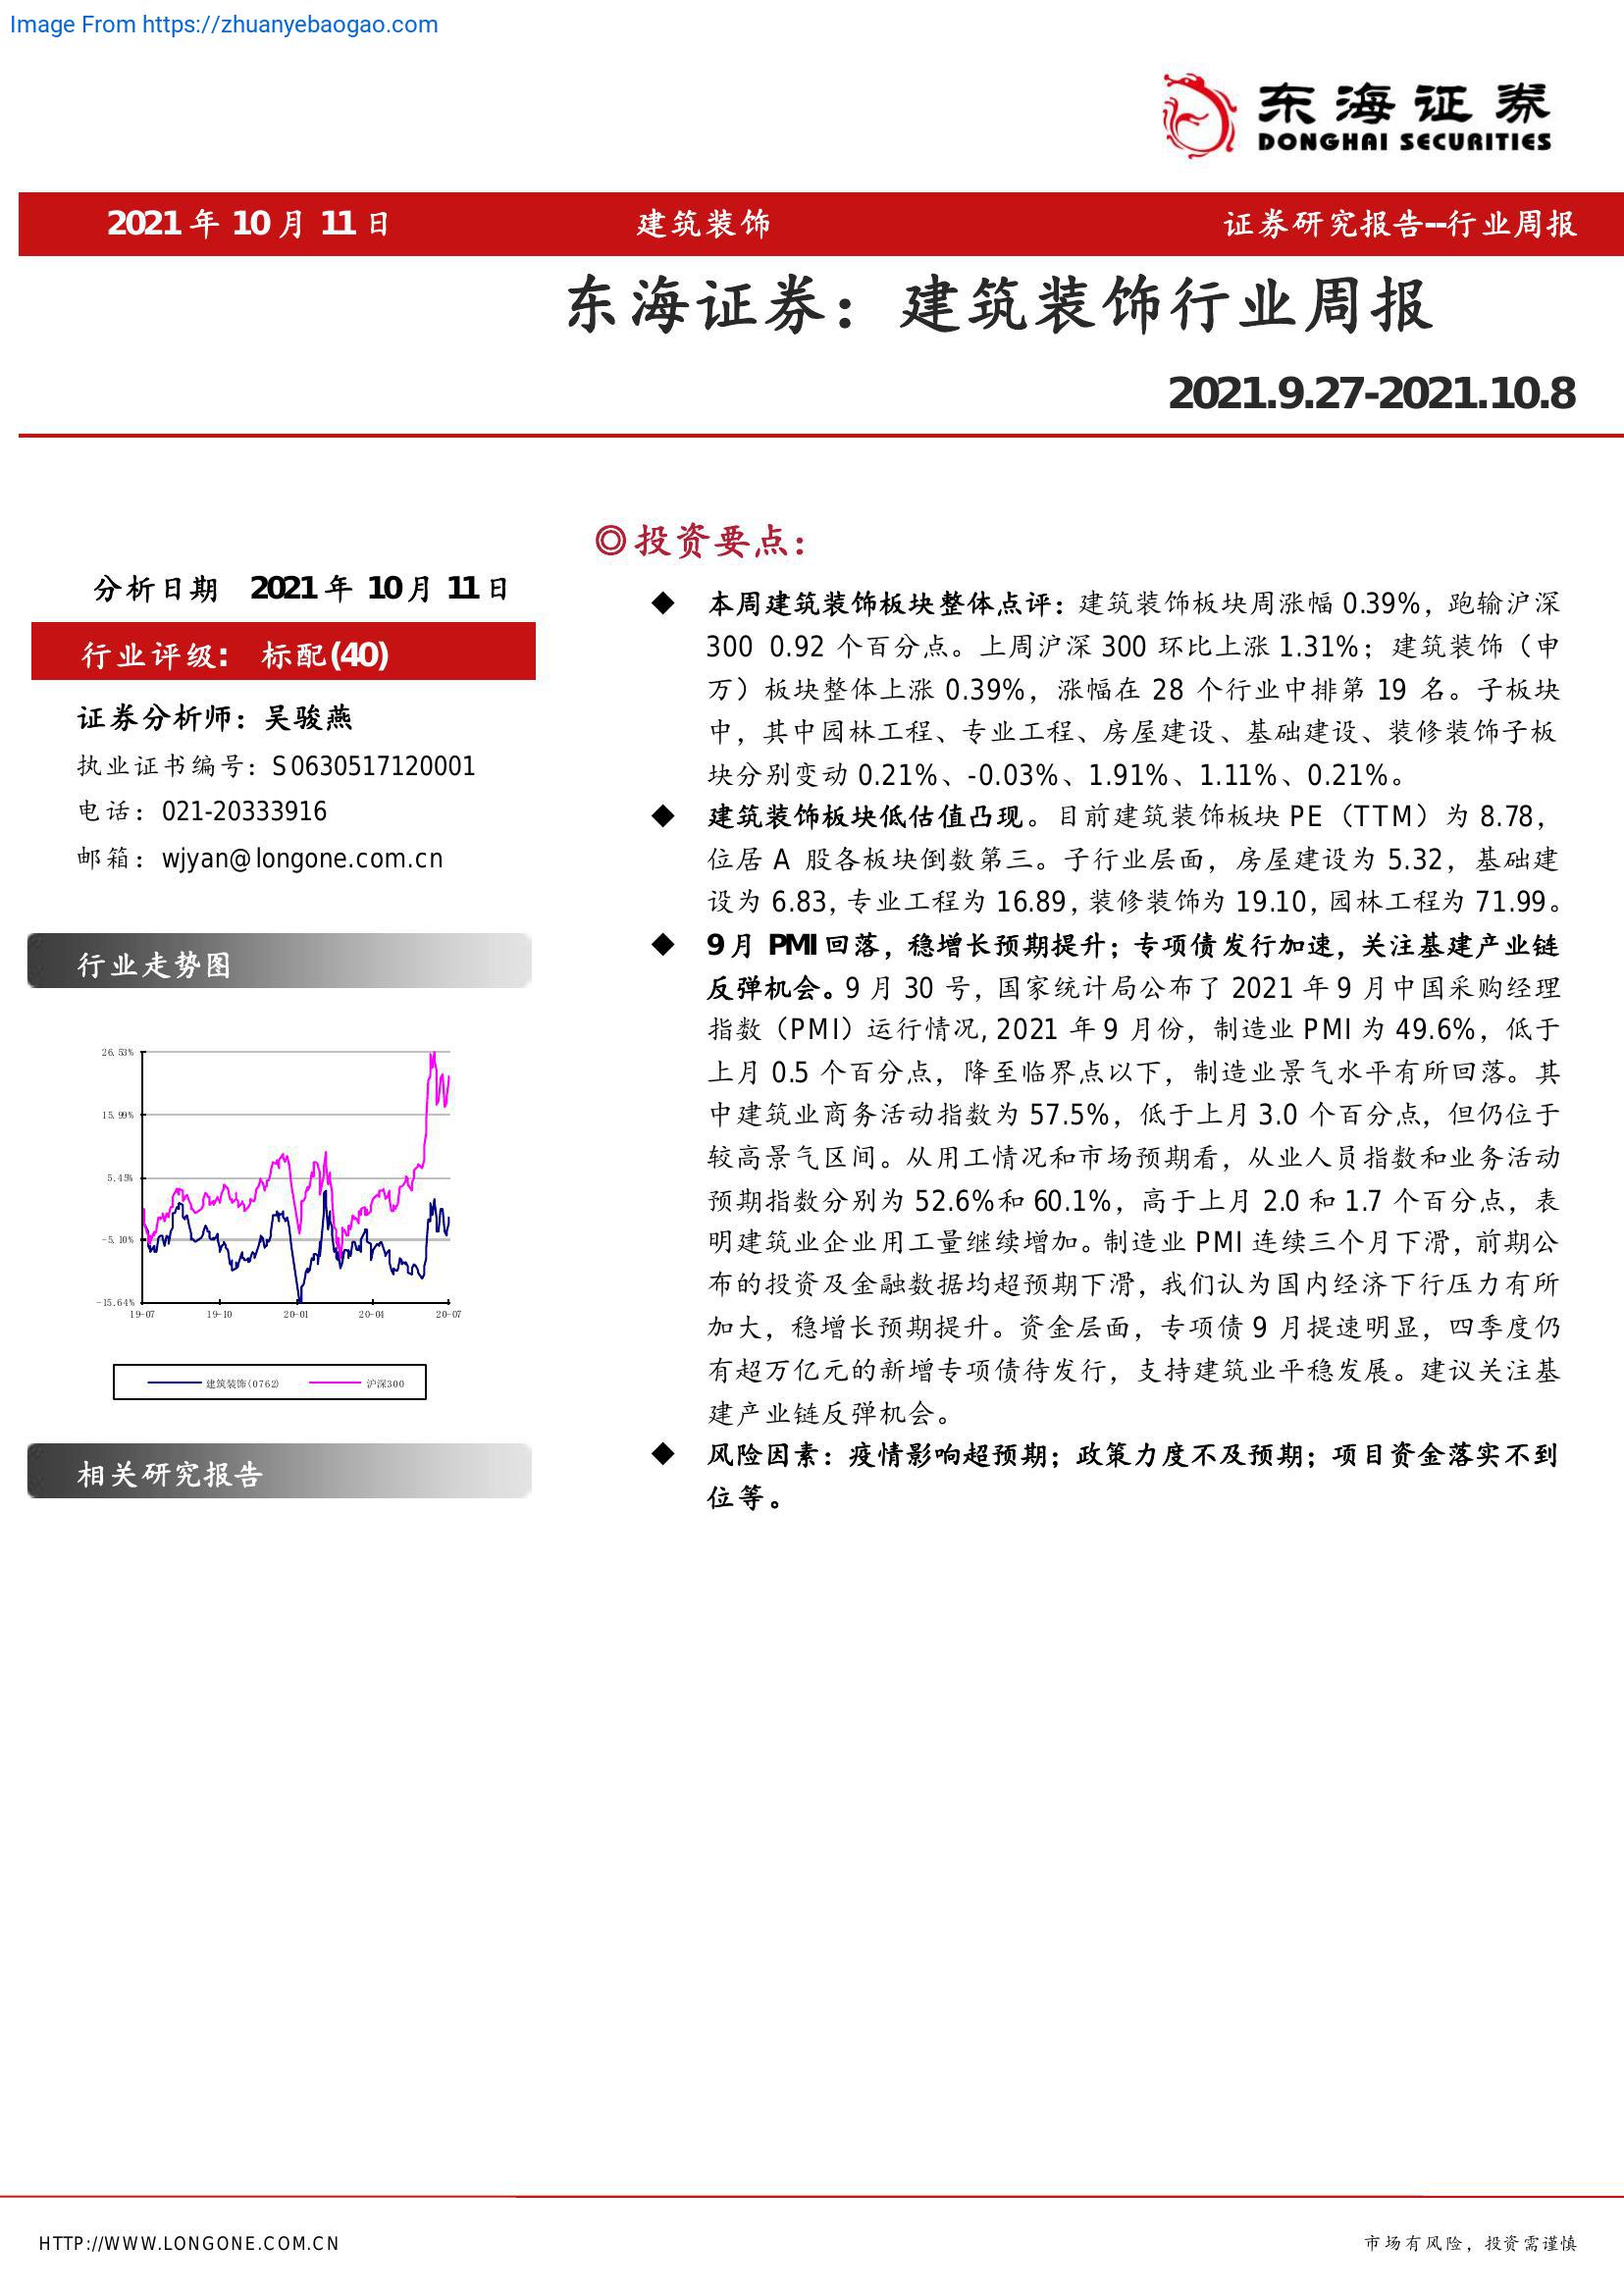 Image From https://zhuanyebaogao.com
东海证券
DONGHAI SECURITIES
2021 年 10 月 11 日 建筑装饰 证券研究报告--行业周报
东海证券：建筑装饰行业周报
2021.9.27-2021.10.8
分析日期 2021 年 10 月 11 日
行业评级: 标配(40)
证券分析师：吴骏燕
执业证书编号：S0630517120001
电话：021-20333916
邮箱：wjyan@longone.com.cn
行业走势图
26.53%
15.99%
5.45%
-5.10%
-15.64%
19-07 19-10 20-01 20-04 20-07
建筑装饰(0762) 沪深300
相关研究报告
◎投资要点：
◆ 本周建筑装饰板块整体点评：建筑装饰板块周涨幅 0.39%，跑输沪深
300 0.92 个百分点。上周沪深 300 环比上涨 1.31%；建筑装饰（申
万）板块整体上涨 0.39%，涨幅在 28 个行业中排第 19 名。子板块
中，其中园林工程、专业工程、房屋建设、基础建设、装修装饰子板
块分别变动 0.21%、-0.03%、1.91%、1.11%、0.21%。
◆ 建筑装饰板块低估值凸现。目前建筑装饰板块 PE（TTM）为 8.78，
位居 A 股各板块倒数第三。子行业层面，房屋建设为 5.32，基础建
设为 6.83，专业工程为 16.89，装修装饰为 19.10，园林工程为 71.99。
◆ 9 月 PMI 回落，稳增长预期提升；专项债发行加速，关注基建产业链
反弹机会。9 月 30 号，国家统计局公布了 2021 年 9 月中国采购经理
指数（PMI）运行情况，2021 年 9 月份，制造业 PMI 为 49.6%，低于
上月 0.5 个百分点，降至临界点以下，制造业景气水平有所回落。其
中建筑业商务活动指数为 57.5%，低于上月 3.0 个百分点，但仍位于
较高景气区间。从用工情况和市场预期看，从业人员指数和业务活动
预期指数分别为 52.6%和 60.1%，高于上月 2.0 和 1.7 个百分点，表
明建筑业企业用工量继续增加。制造业 PMI 连续三个月下滑，前期公
布的投资及金融数据均超预期下滑，我们认为国内经济下行压力有所
加大，稳增长预期提升。资金层面，专项债 9 月提速明显，四季度仍
有超万亿元的新增专项债待发行，支持建筑业平稳发展。建议关注基
建产业链反弹机会。
◆ 风险因素：疫情影响超预期；政策力度不及预期；项目资金落实不到
位等。
HTTP://WWW.LONGONE.COM.CN 市场有风险，投资需谨慎